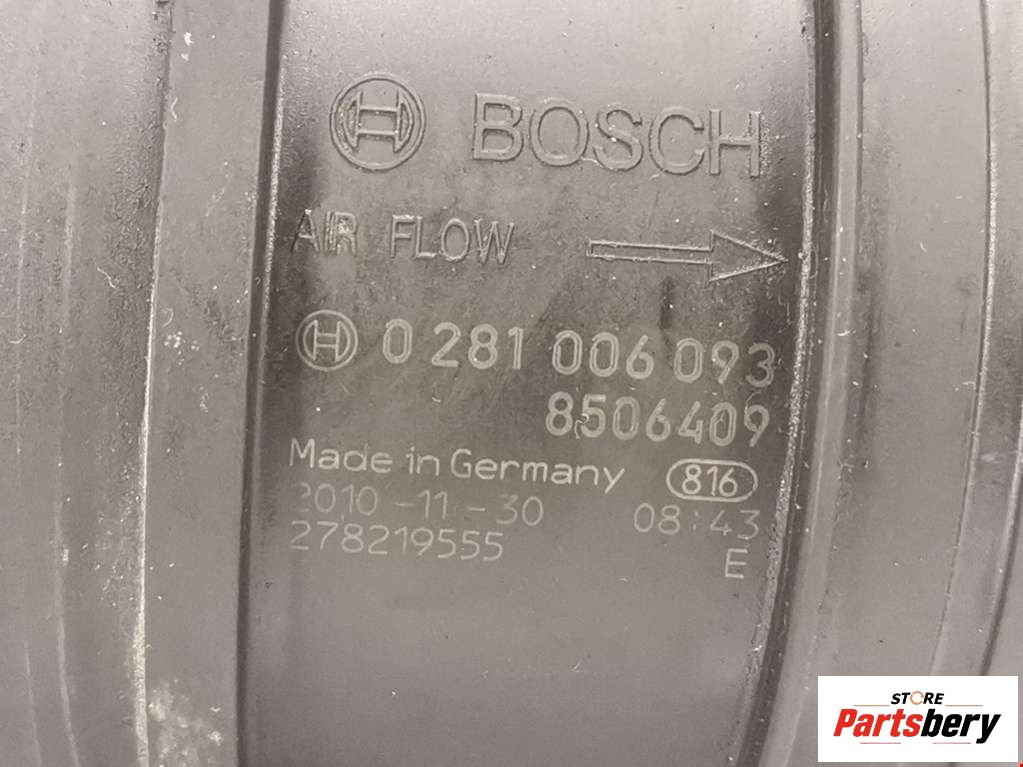 BOSCH
AIR FLOW
0 281 006 093
8506409
Made in Germany 816
2010-11-30 08:43
278219555 E
STORE
Partsbery